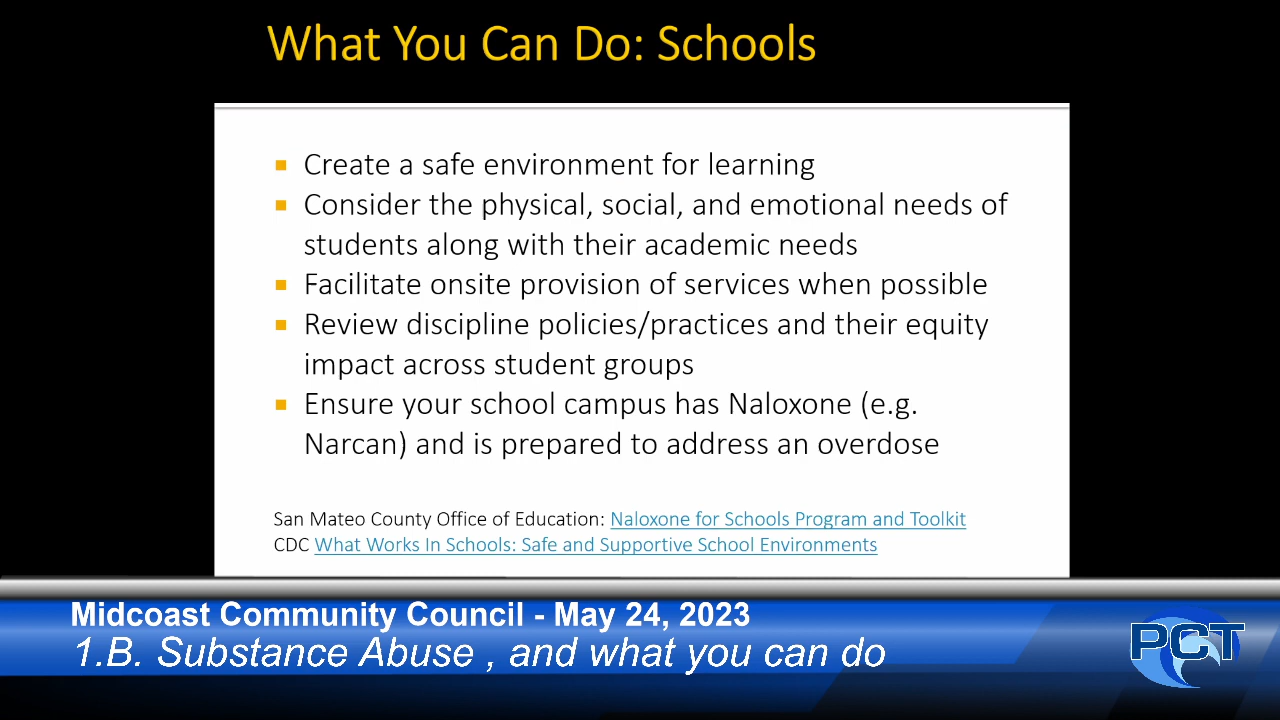 What You Can Do: Schools
Create a safe environment for learning
Consider the physical, social, and emotional needs of
students along with their academic needs
Facilitate onsite provision of services when possible
Review discipline policies/practices and their equity
impact across student groups
Ensure your school campus has Naloxone (e.g.
Narcan) and is prepared to address an overdose
San Mateo County Office of Education: Naloxone for Schools Program and Toolkit
CDC What Works In Schools: Safe and Supportive School Environments
Midcoast Community Council - May 24, 2023
1.B. Substance Abuse , and what you can do
PCT